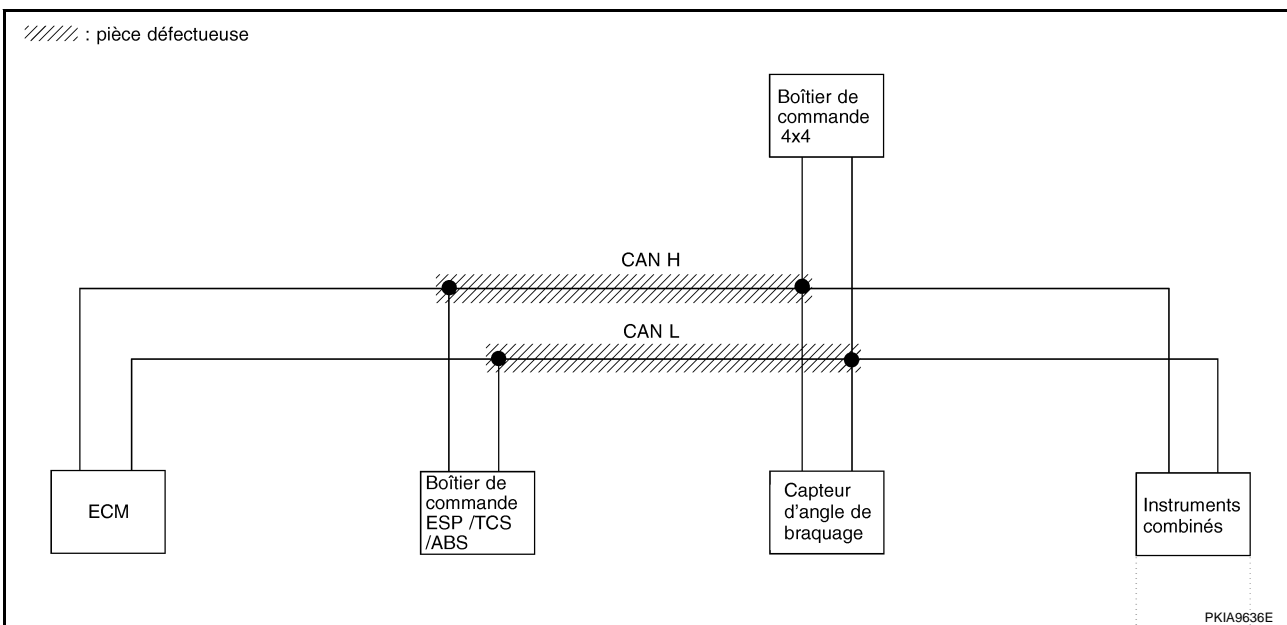 : pièce défectueuse
Boîtier de
commande
4x4
CAN H
CAN L
ECM
Boîtier de
commande
ESP /TCS
/ABS
Capteur
d'angle de
braquage
Instruments
combinés
PKIA9636E